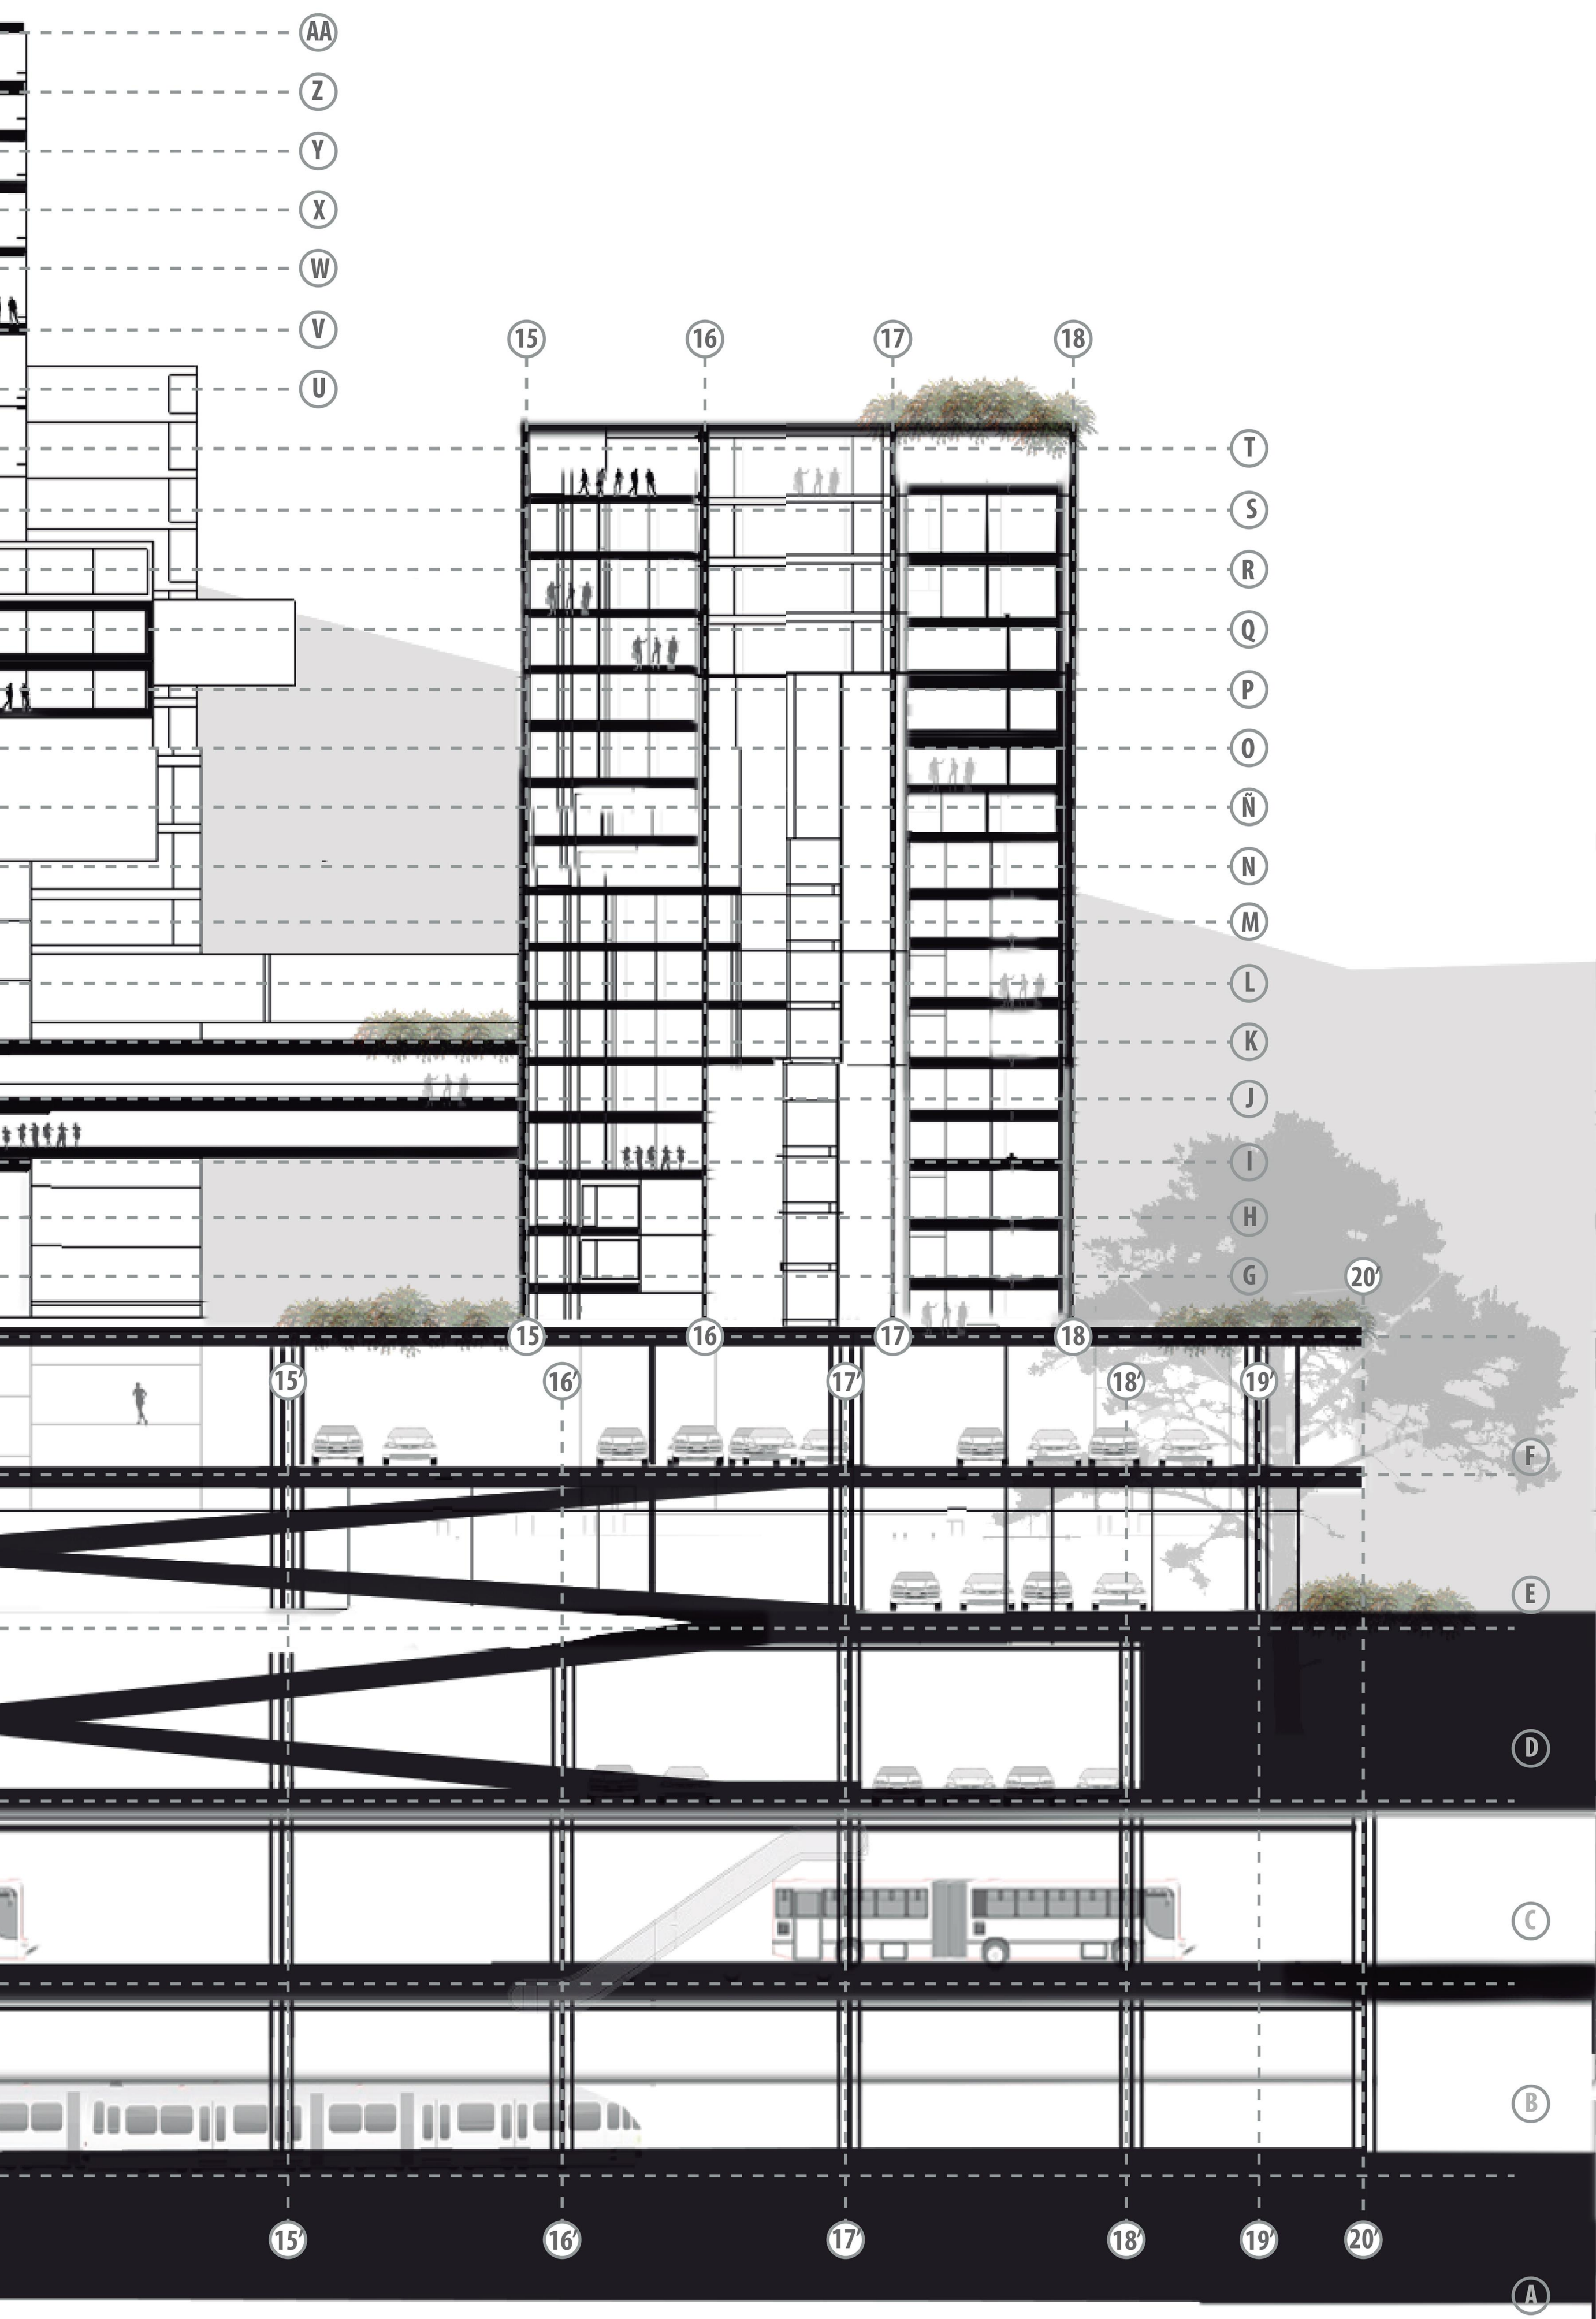 AA
Z
Y
X
W
V
U
15 16 17 18
T
S
R
Q
P
O
Ñ
N
M
L
K
J
I
H
G
20'
15 16 17 18
15' 16' 17' 18' 19'
F
E
D
C
B
15' 16' 17' 18' 19' 20'
A